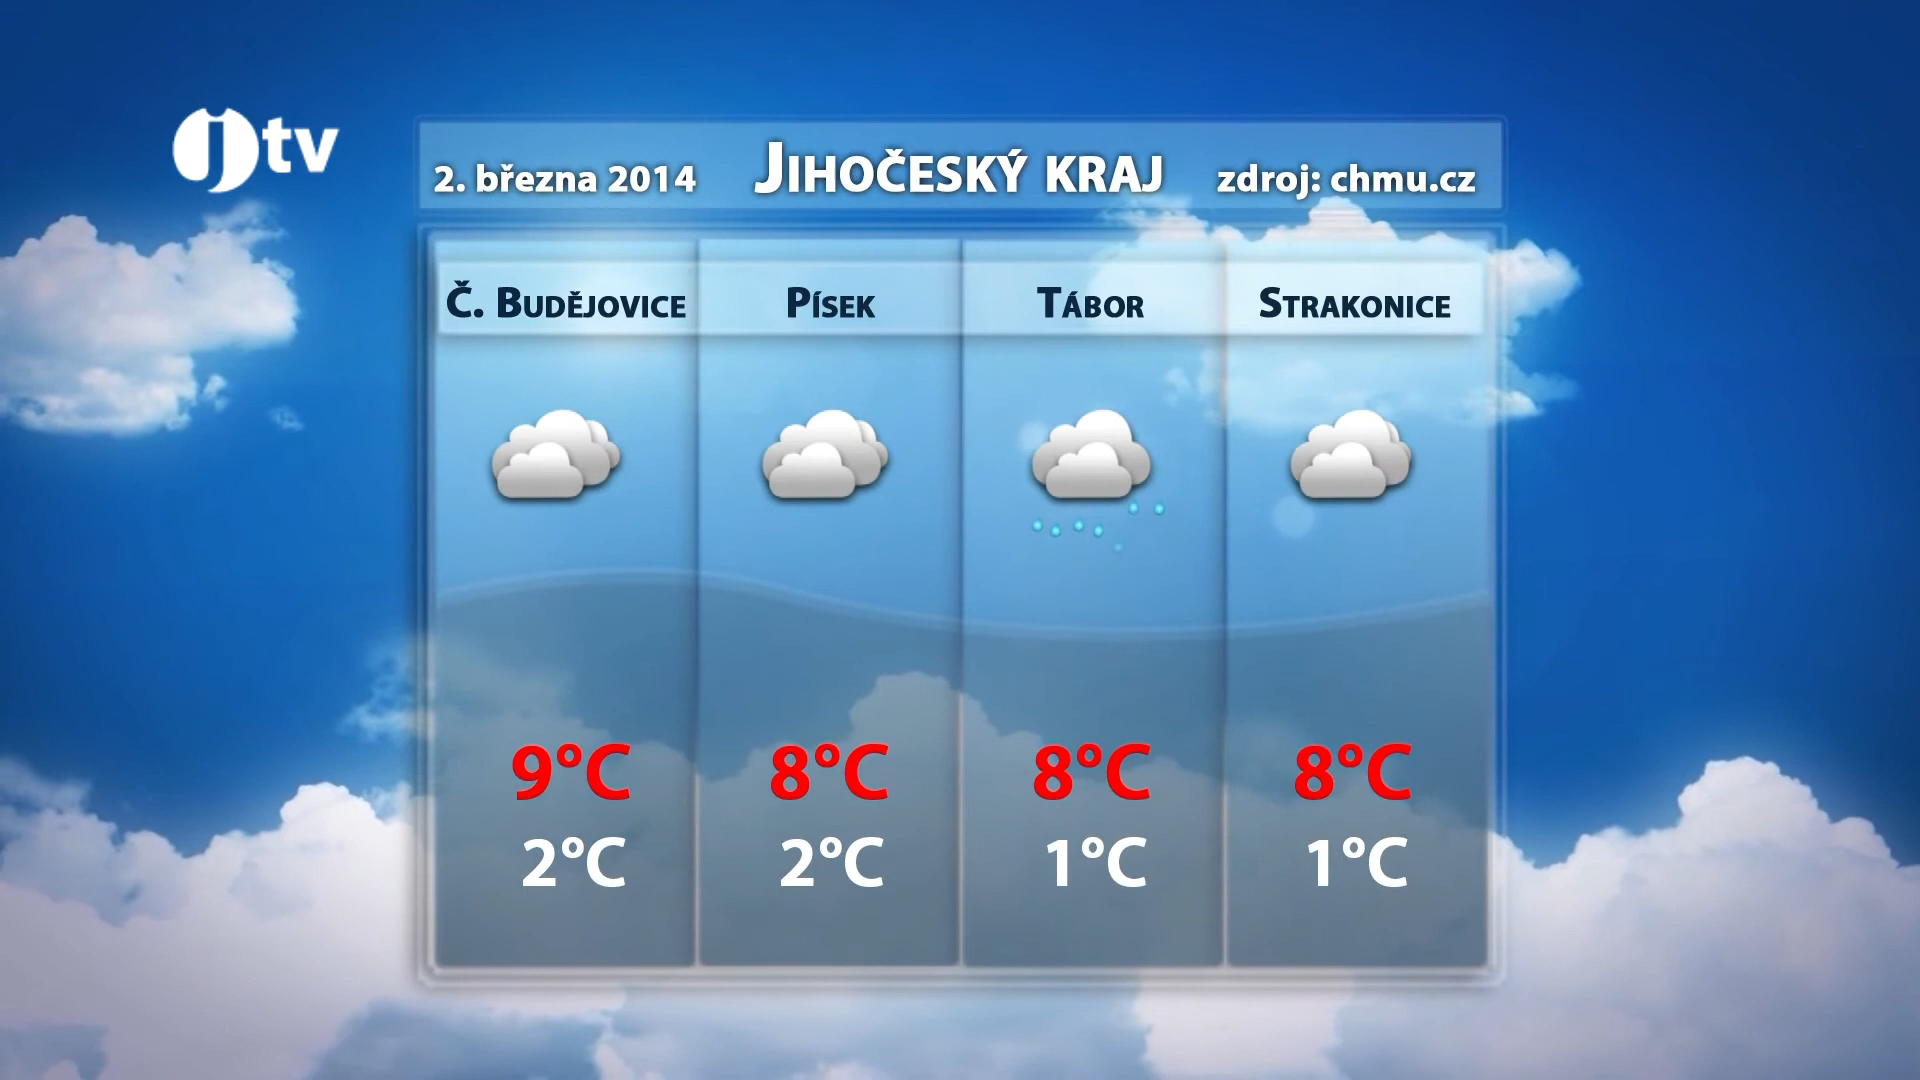 jtv
2. března 2014 Jihočeský kraj zdroj: chmu.cz
Č. Budějovice Písek Tábor Strakonice
9°C 8°C 8°C 8°C
2°C 2°C 1°C 1°C